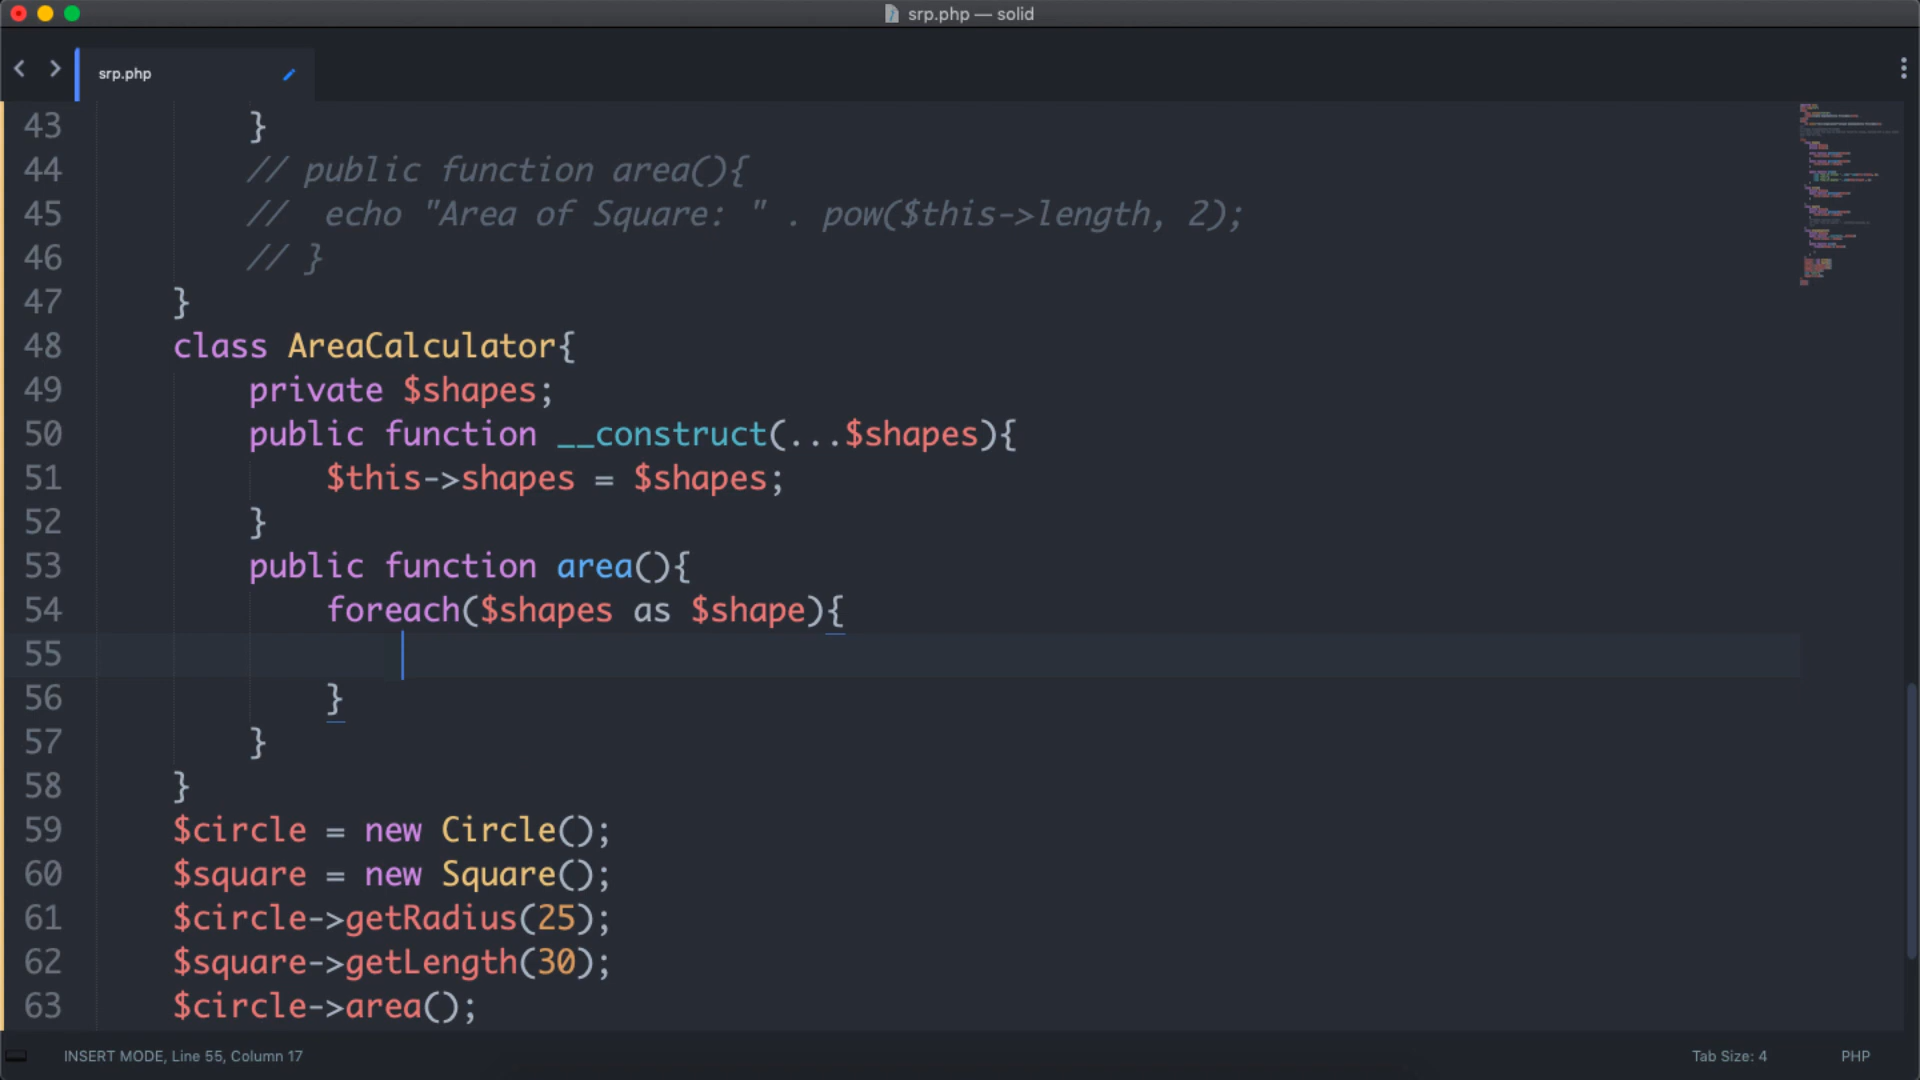 srp.php — solid
srp.php
43 }
44 // public function area(){
45 //  echo "Area of Square: " . pow($this->length, 2);
46 // }
47 }
48 class AreaCalculator{
49 private $shapes;
50 public function __construct(...$shapes){
51 $this->shapes = $shapes;
52 }
53 public function area(){
54 foreach($shapes as $shape){
55
56 }
57 }
58 }
59 $circle = new Circle();
60 $square = new Square();
61 $circle->getRadius(25);
62 $square->getLength(30);
63 $circle->area();
INSERT MODE, Line 55, Column 17
Tab Size: 4
PHP